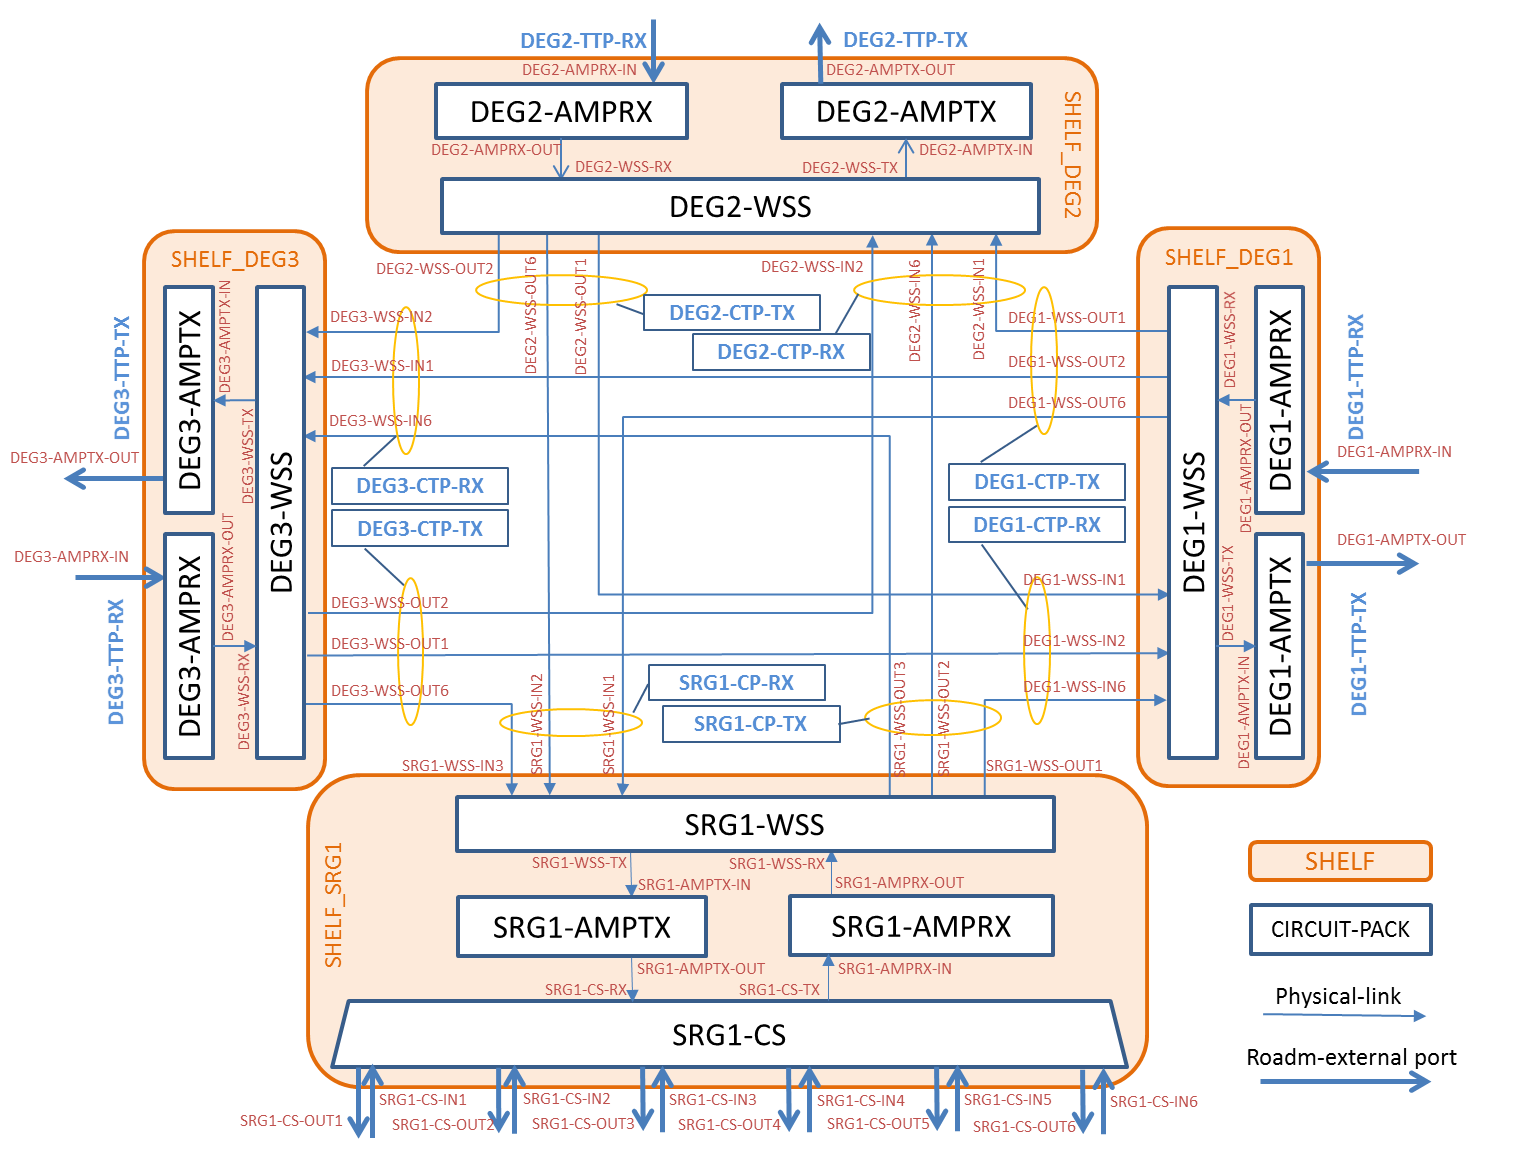 DEG2-TTP-RX
DEG2-TTP-TX
DEG2-AMPRX-IN
DEG2-AMPTX-OUT
DEG2-AMPRX
DEG2-AMPTX
SHELF_DEG2
DEG2-AMPRX-OUT
DEG2-WSS-RX
DEG2-WSS-TX
DEG2-AMPTX-IN
DEG2-WSS
DEG2-WSS-OUT2
DEG2-WSS-OUT6
DEG2-WSS-OUT1
DEG2-WSS-IN2
DEG2-WSS-IN6
DEG2-WSS-IN1
DEG2-CTP-TX
DEG2-CTP-RX
SHELF_DEG3
DEG3-TTP-TX
DEG3-AMPTX
DEG3-AMPTX-IN
DEG3-WSS-TX
DEG3-WSS
DEG3-AMPTX-OUT
DEG3-AMPRX-IN
DEG3-TTP-RX
DEG3-AMPRX
DEG3-AMPRX-OUT
DEG3-WSS-RX
DEG3-WSS-IN2
DEG3-WSS-IN1
DEG3-WSS-IN6
DEG3-CTP-RX
DEG3-CTP-TX
DEG3-WSS-OUT2
DEG3-WSS-OUT1
DEG3-WSS-OUT6
SHELF_DEG1
DEG1-WSS-OUT1
DEG1-WSS-OUT2
DEG1-WSS-OUT6
DEG1-CTP-TX
DEG1-CTP-RX
DEG1-WSS-IN1
DEG1-WSS-IN2
DEG1-WSS-IN6
DEG1-WSS
DEG1-WSS-RX
DEG1-AMPRX-OUT
DEG1-AMPRX
DEG1-TTP-RX
DEG1-AMPRX-IN
DEG1-AMPTX-OUT
DEG1-WSS-TX
DEG1-AMPTX-IN
DEG1-AMPTX
DEG1-TTP-TX
SRG1-CP-RX
SRG1-CP-TX
SRG1-WSS-IN3
SRG1-WSS-IN2
SRG1-WSS-IN1
SRG1-WSS-OUT3
SRG1-WSS-OUT2
SRG1-WSS-OUT1
SHELF_SRG1
SRG1-WSS
SRG1-WSS-TX
SRG1-WSS-RX
SRG1-AMPTX-IN
SRG1-AMPRX-OUT
SRG1-AMPTX
SRG1-AMPRX
SRG1-AMPTX-OUT
SRG1-AMPRX-IN
SRG1-CS-RX
SRG1-CS-TX
SRG1-CS
SRG1-CS-OUT1
SRG1-CS-IN1
SRG1-CS-OUT2
SRG1-CS-IN2
SRG1-CS-OUT3
SRG1-CS-IN3
SRG1-CS-OUT4
SRG1-CS-IN4
SRG1-CS-OUT5
SRG1-CS-IN5
SRG1-CS-OUT6
SRG1-CS-IN6
SHELF
CIRCUIT-PACK
Physical-link
Roadm-external port